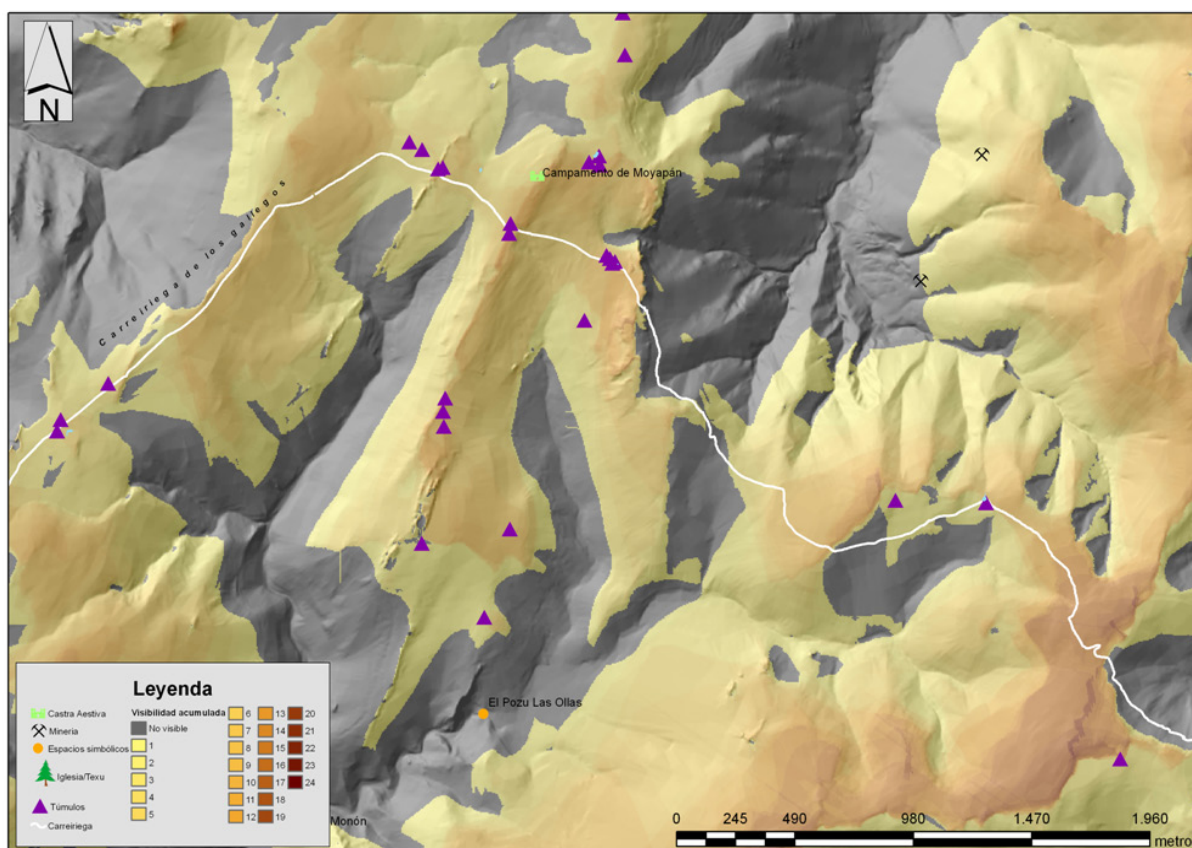 N
Campamento de Moyapán
Carreiriega de los gallegos
El Pozu Las Ollas
Monón
Leyenda
Castra Aestiva
Mineria
Espacios simbólicos
Iglesia/Texu
Túmulos
Carreiriega
Visibilidad acumulada
No visible
1
2
3
4
5
6
7
8
9
10
11
12
13
14
15
16
17
18
19
20
21
22
23
24
0 245 490 980 1.470 1.960
metro